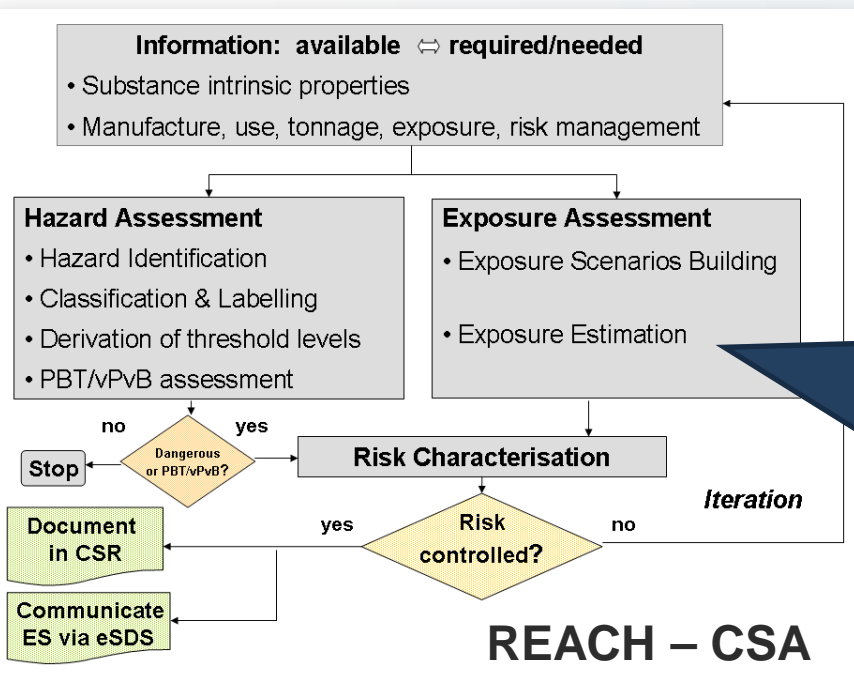 Information: available ⇔ required/needed
• Substance intrinsic properties
• Manufacture, use, tonnage, exposure, risk management
Hazard Assessment
• Hazard Identification
• Classification & Labelling
• Derivation of threshold levels
• PBT/vPvB assessment
Exposure Assessment
• Exposure Scenarios Building
• Exposure Estimation
no
yes
Dangerous
or PBT/vPvB?
Stop
Risk Characterisation
Iteration
Document
in CSR
yes
Risk
controlled?
no
Communicate
ES via eSDS
REACH – CSA